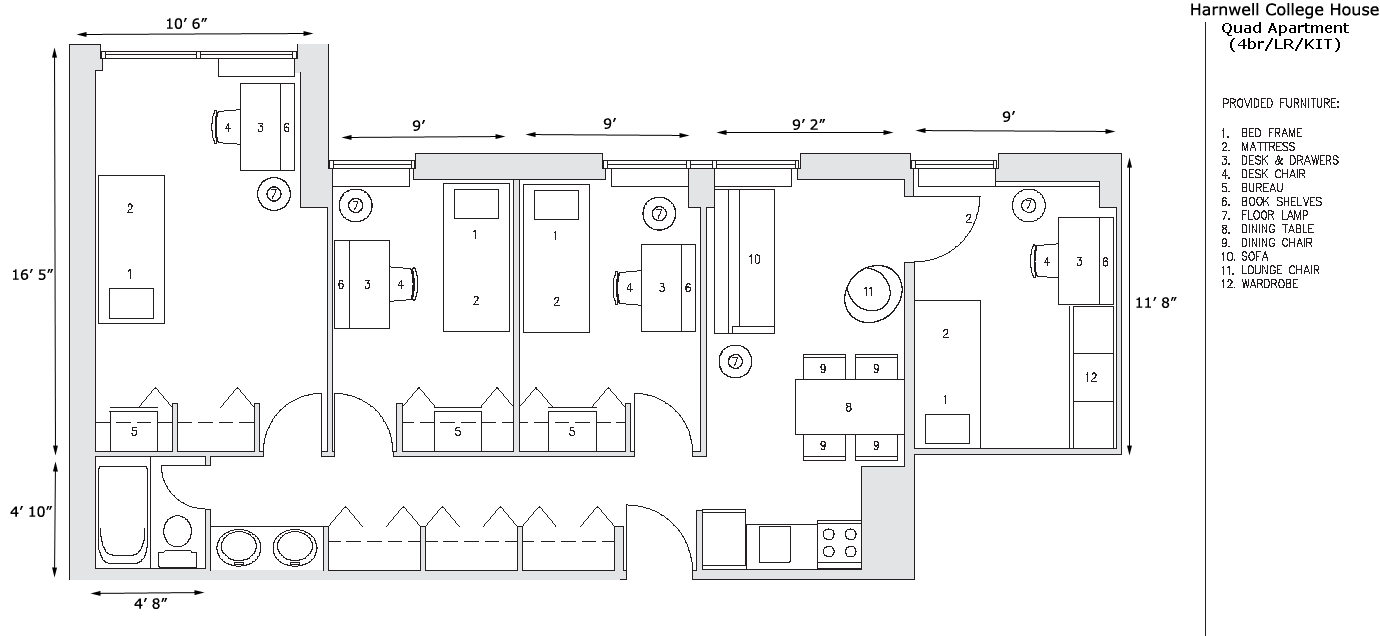 Harnwell College House
Quad Apartment
(4br/LR/KIT)
PROVIDED FURNITURE:
1. BED FRAME
2. MATTRESS
3. DESK & DRAWERS
4. DESK CHAIR
5. BUREAU
6. BOOK SHELVES
7. FLOOR LAMP
8. DINING TABLE
9. DINING CHAIR
10. SOFA
11. LOUNGE CHAIR
12. WARDROBE
10’ 6”
9’
9’
9’ 2”
9’
4 3 6
7
2
1
5
16’ 5”
7
1
6 3 4
2
5
7
1
4 3 6
2
5
10
11
7
9 9
8
9 9
2
7
4 3 6
2
12
1
11’ 8”
4’ 10”
4’ 8”